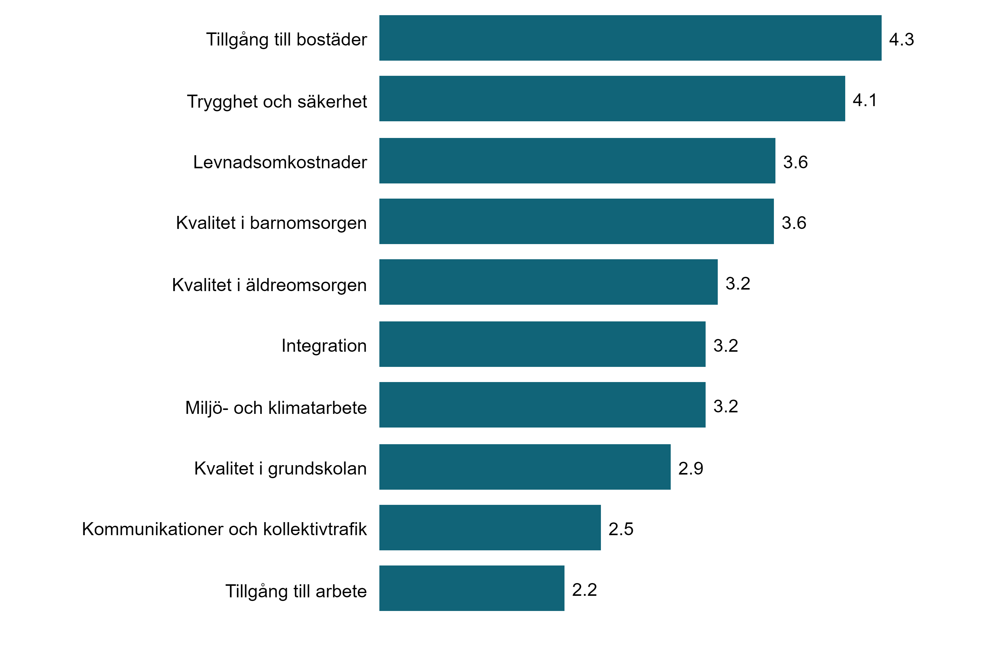 Tillgång till bostäder 4.3
Trygghet och säkerhet 4.1
Levnadsomkostnader 3.6
Kvalitet i barnomsorgen 3.6
Kvalitet i äldreomsorgen 3.2
Integration 3.2
Miljö- och klimatarbete 3.2
Kvalitet i grundskolan 2.9
Kommunikationer och kollektivtrafik 2.5
Tillgång till arbete 2.2